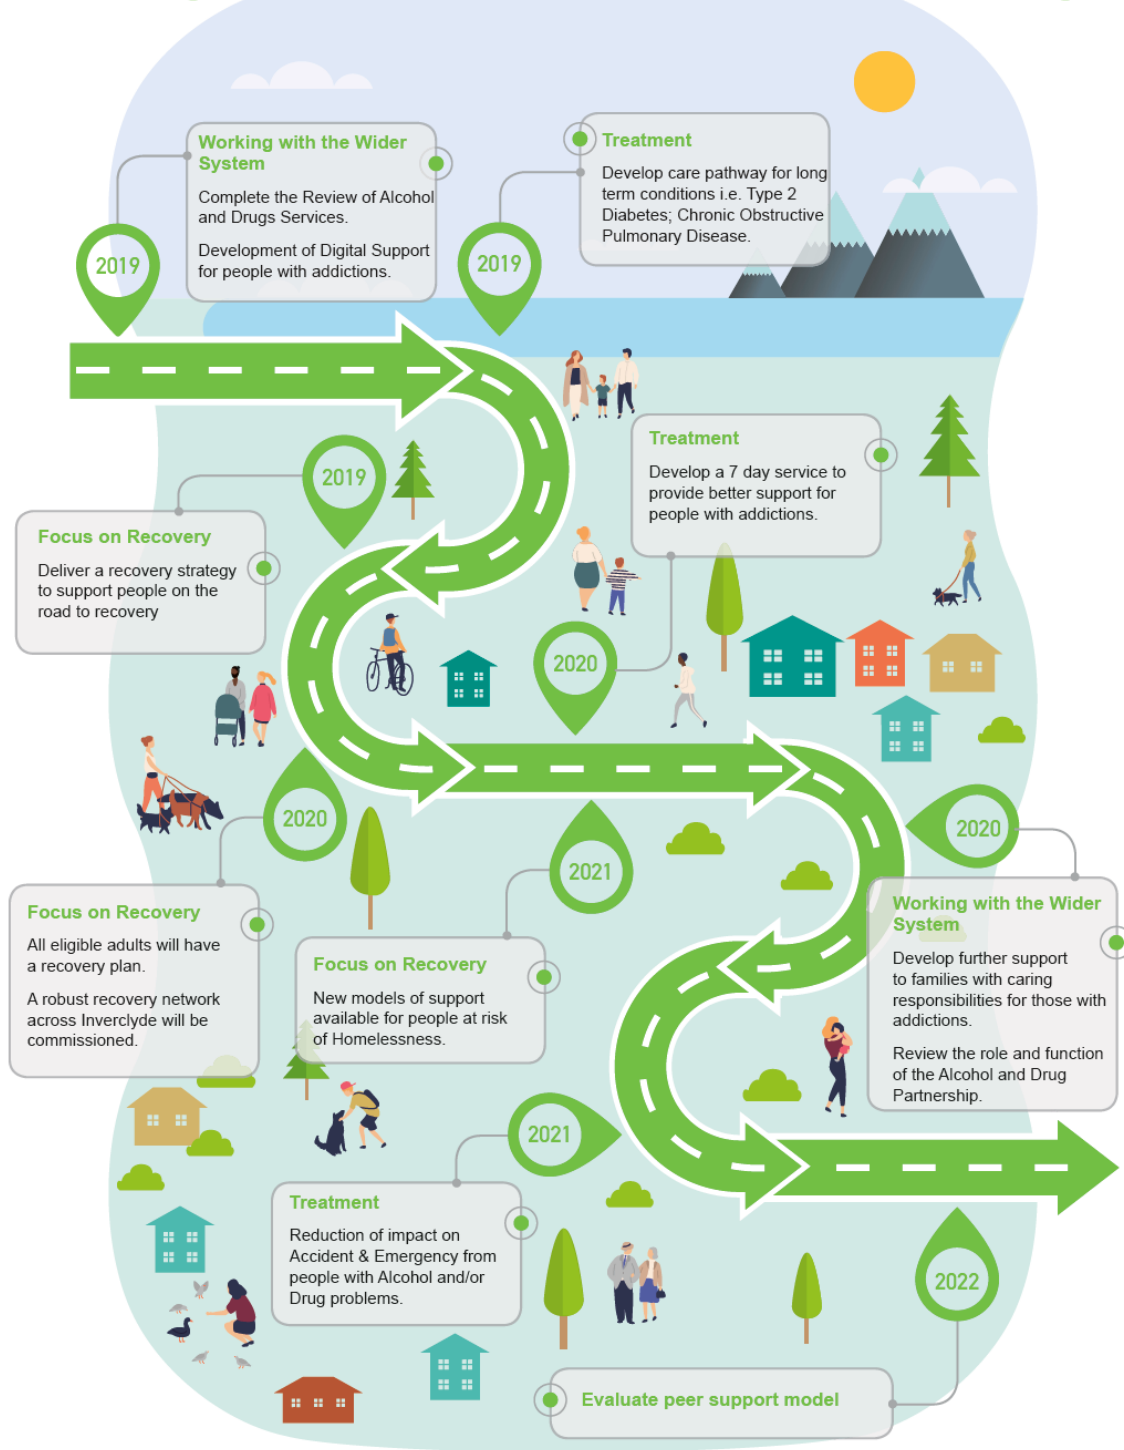 Working with the Wider
System
Complete the Review of Alcohol
and Drugs Services.
Development of Digital Support
for people with addictions.
2019
Treatment
Develop care pathway for long
term conditions i.e. Type 2
Diabetes; Chronic Obstructive
Pulmonary Disease.
2019
2019
Focus on Recovery
Deliver a recovery strategy
to support people on the
road to recovery
Treatment
Develop a 7 day service to
provide better support for
people with addictions.
2020
2020
Focus on Recovery
All eligible adults will have
a recovery plan.
A robust recovery network
across Inverclyde will be
commissioned.
2021
Focus on Recovery
New models of support
available for people at risk
of Homelessness.
2020
Working with the Wider
System
Develop further support
to families with caring
responsibilities for those with
addictions.
Review the role and function
of the Alcohol and Drug
Partnership.
2021
Treatment
Reduction of impact on
Accident & Emergency from
people with Alcohol and/or
Drug problems.
2022
Evaluate peer support model